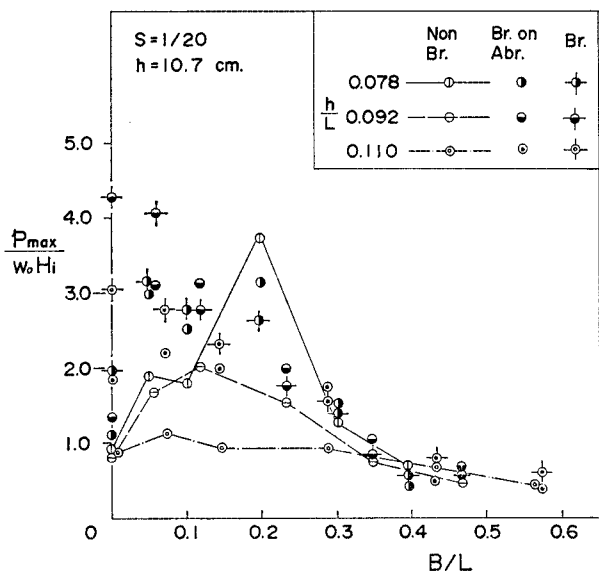 S=1/20
h=10.7 cm.
Non Br. Br. on Abr. Br.
h/L
0.078
0.092
0.110
5.0
4.0
3.0
2.0
1.0
0
Pmax/w₀Hi
0 0.1 0.2 0.3 0.4 0.5 0.6
B/L